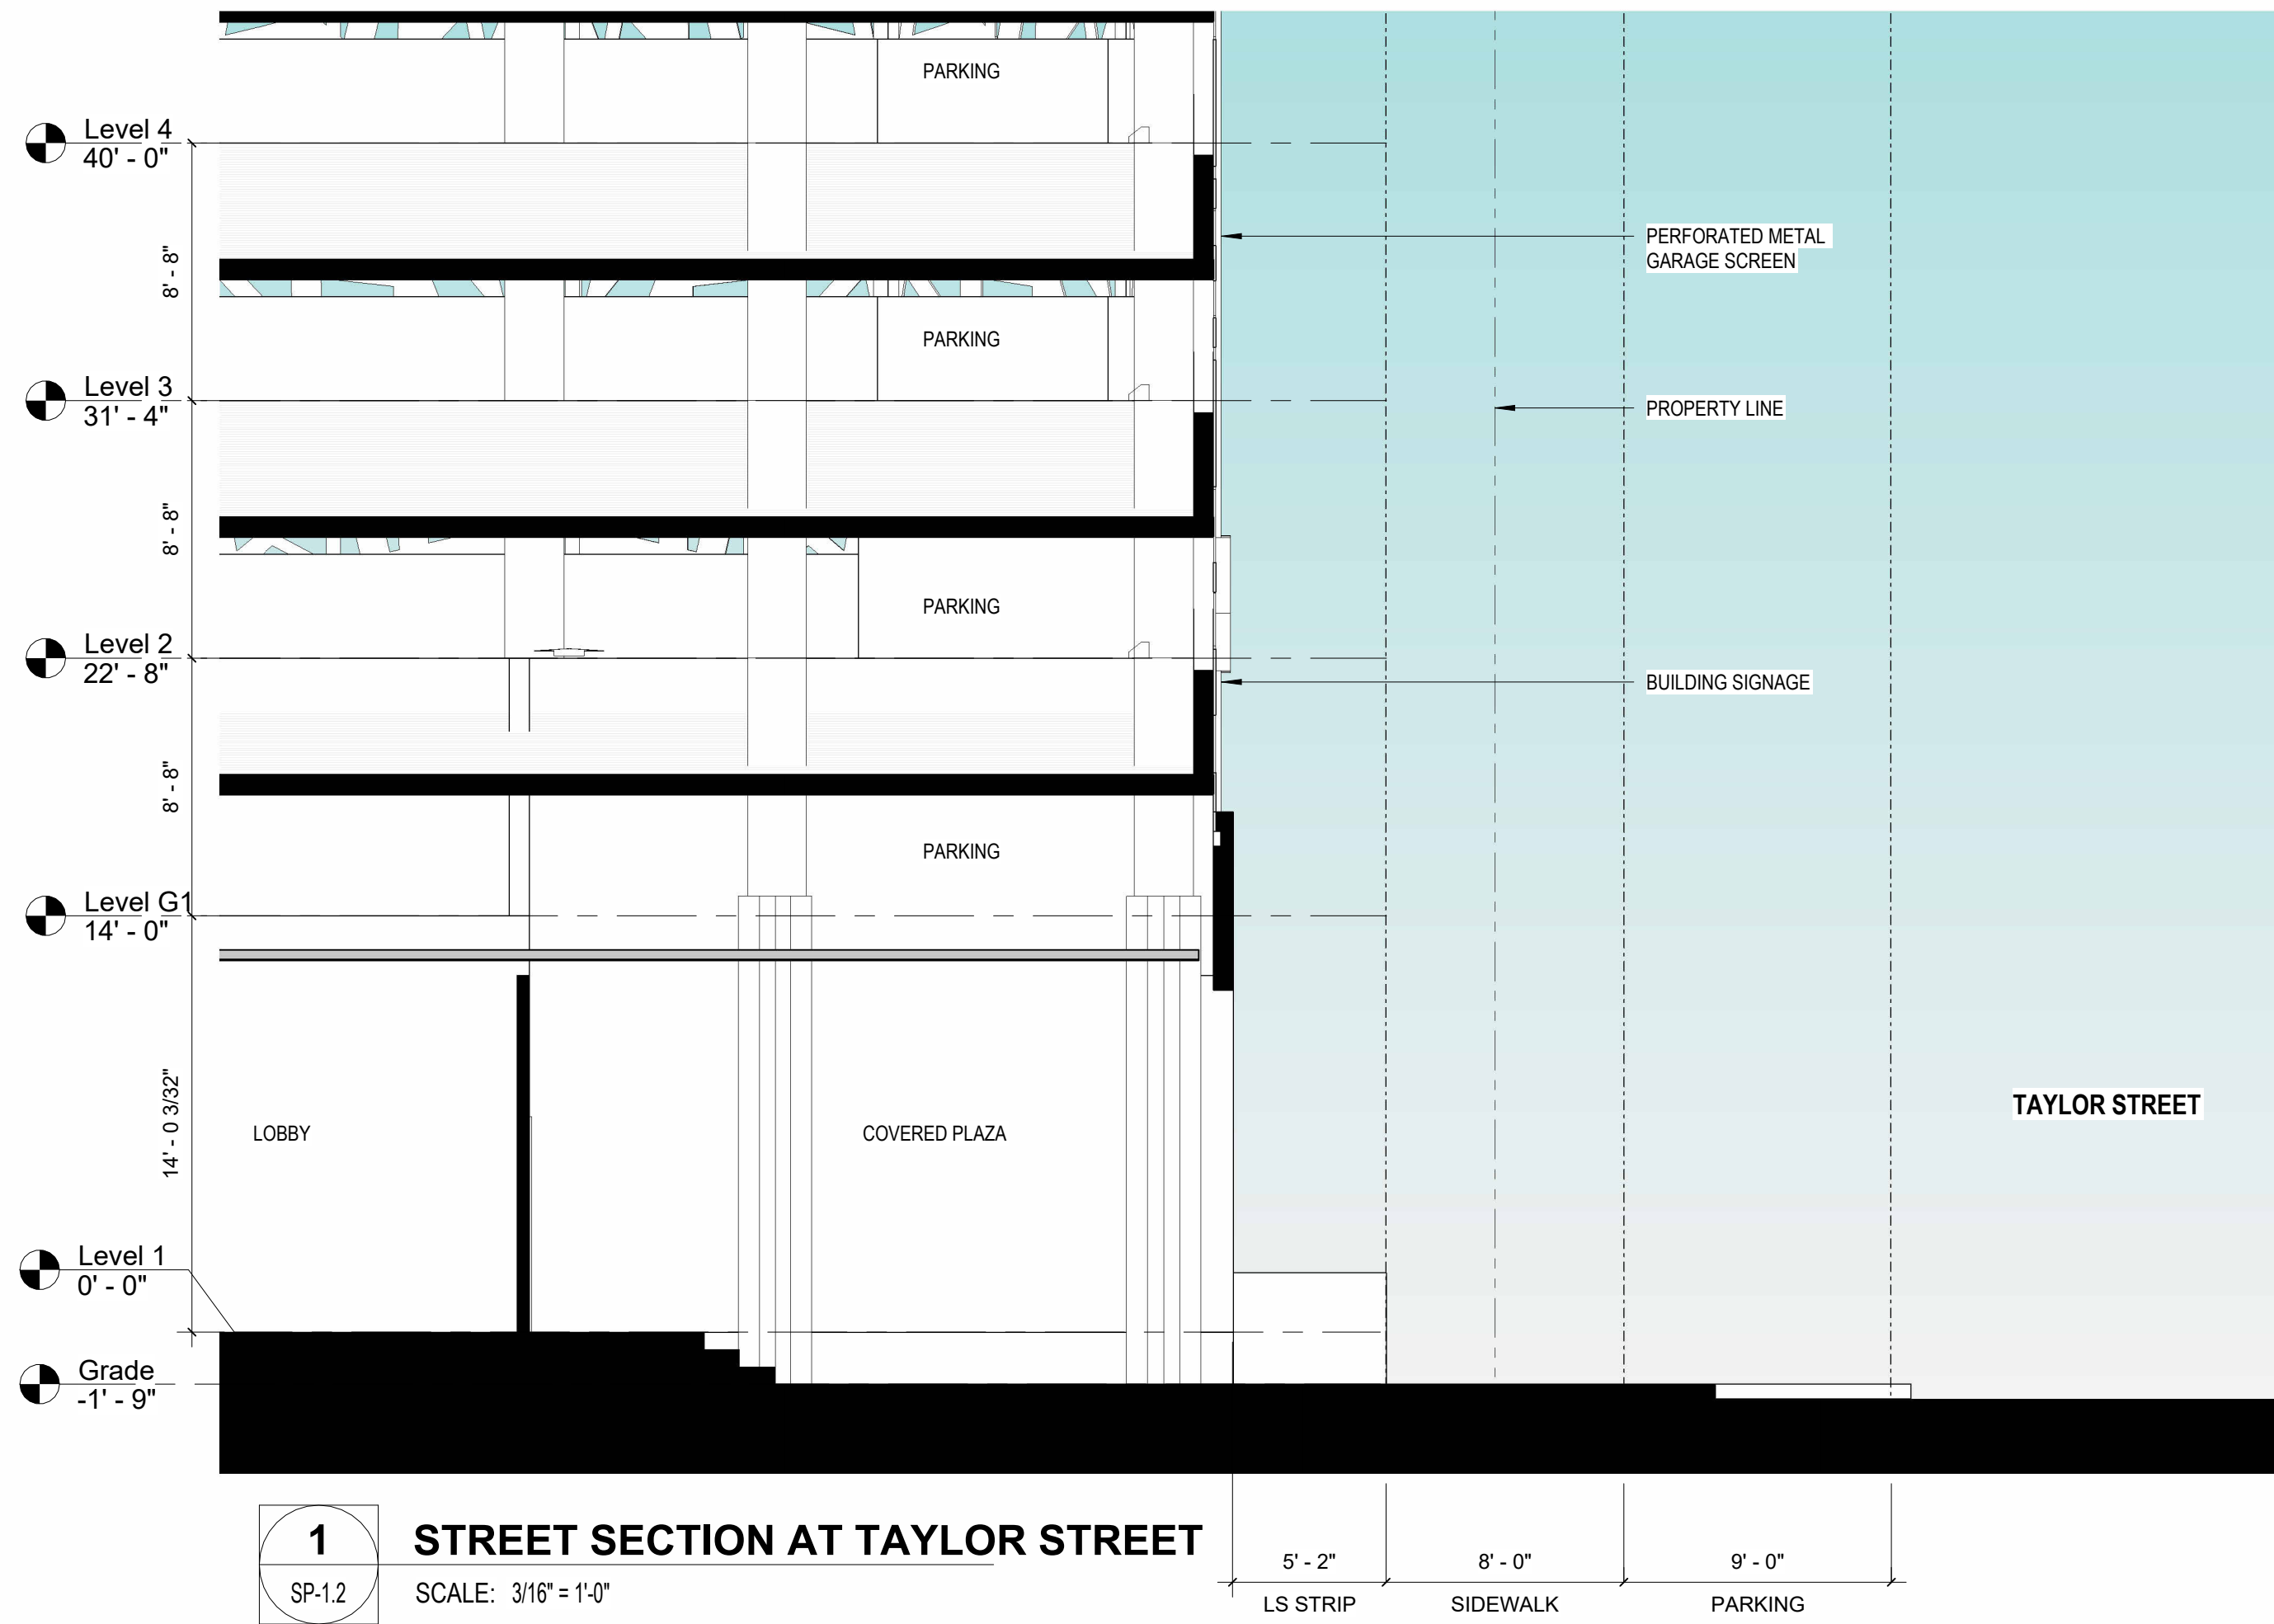 PARKING
Level 4
40' - 0"
8' - 8"
PERFORATED METAL
GARAGE SCREEN
PARKING
Level 3
31' - 4"
PROPERTY LINE
8' - 8"
PARKING
Level 2
22' - 8"
BUILDING SIGNAGE
8' - 8"
PARKING
Level G1
14' - 0"
14' - 0 3/32"
TAYLOR STREET
LOBBY
COVERED PLAZA
Level 1
0' - 0"
Grade
-1' - 9"
1
STREET SECTION AT TAYLOR STREET
SP-1.2
SCALE: 3/16" = 1'-0"
5' - 2"
8' - 0"
9' - 0"
LS STRIP
SIDEWALK
PARKING